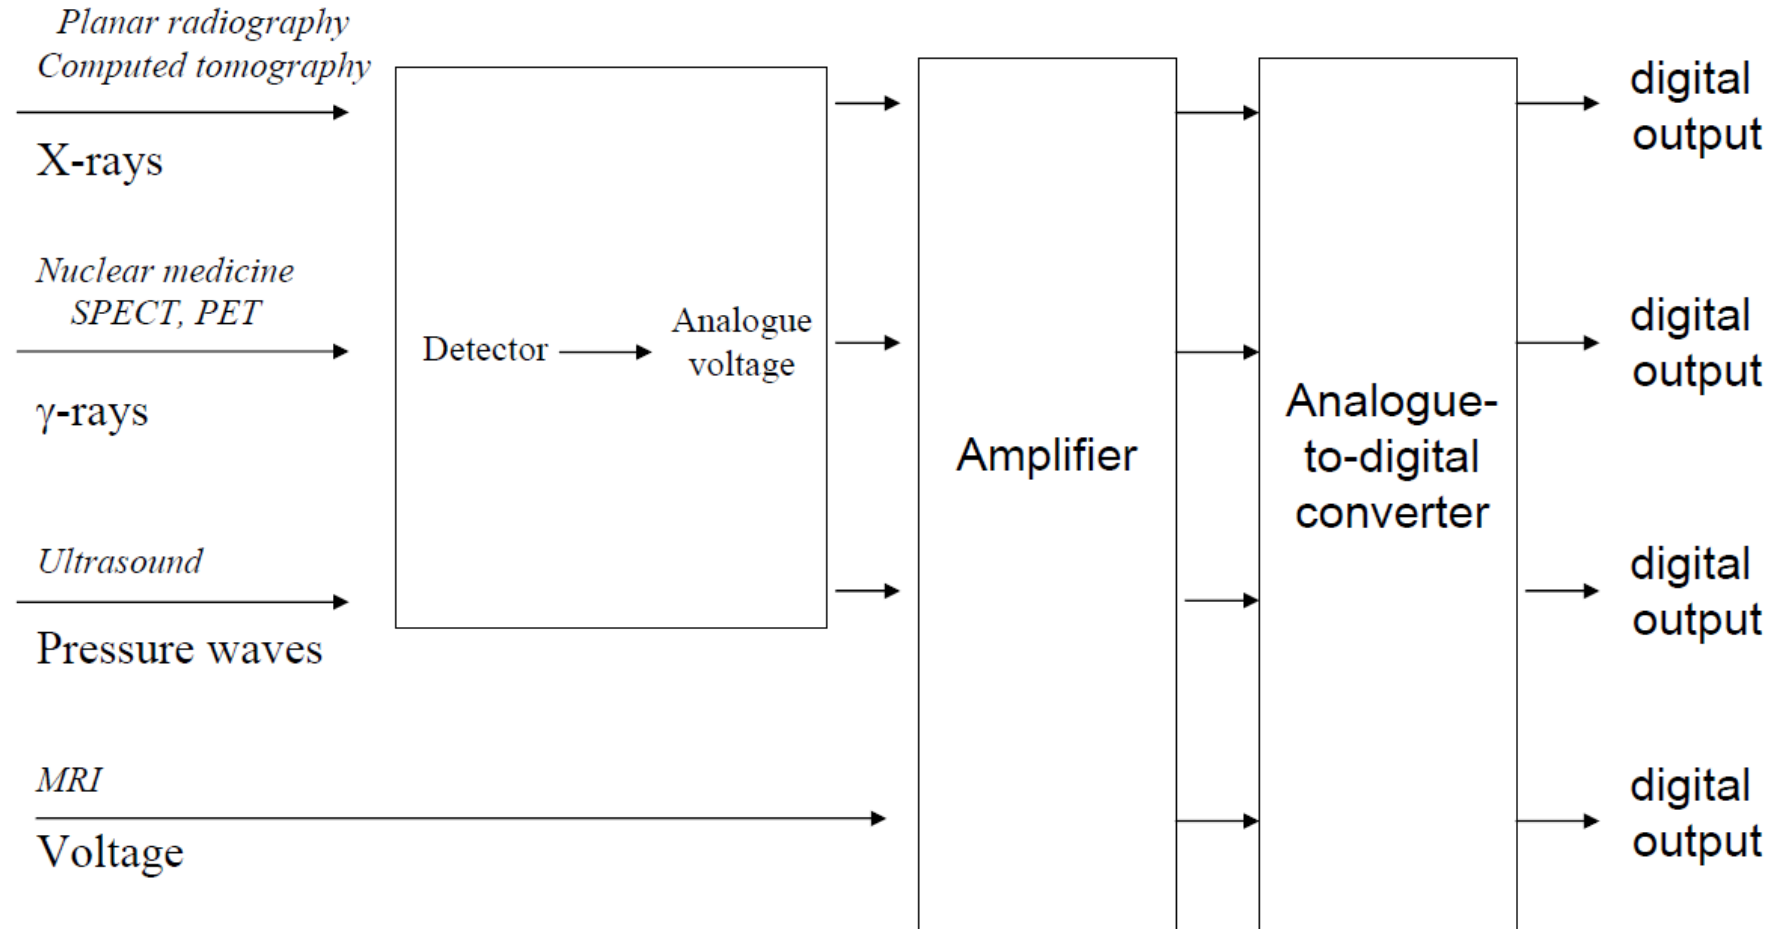 Planar radiography
Computed tomography
X-rays
Nuclear medicine
SPECT, PET
γ-rays
Ultrasound
Pressure waves
MRI
Voltage
Detector
Analogue
voltage
Amplifier
Analogue-
to-digital
converter
digital
output
digital
output
digital
output
digital
output